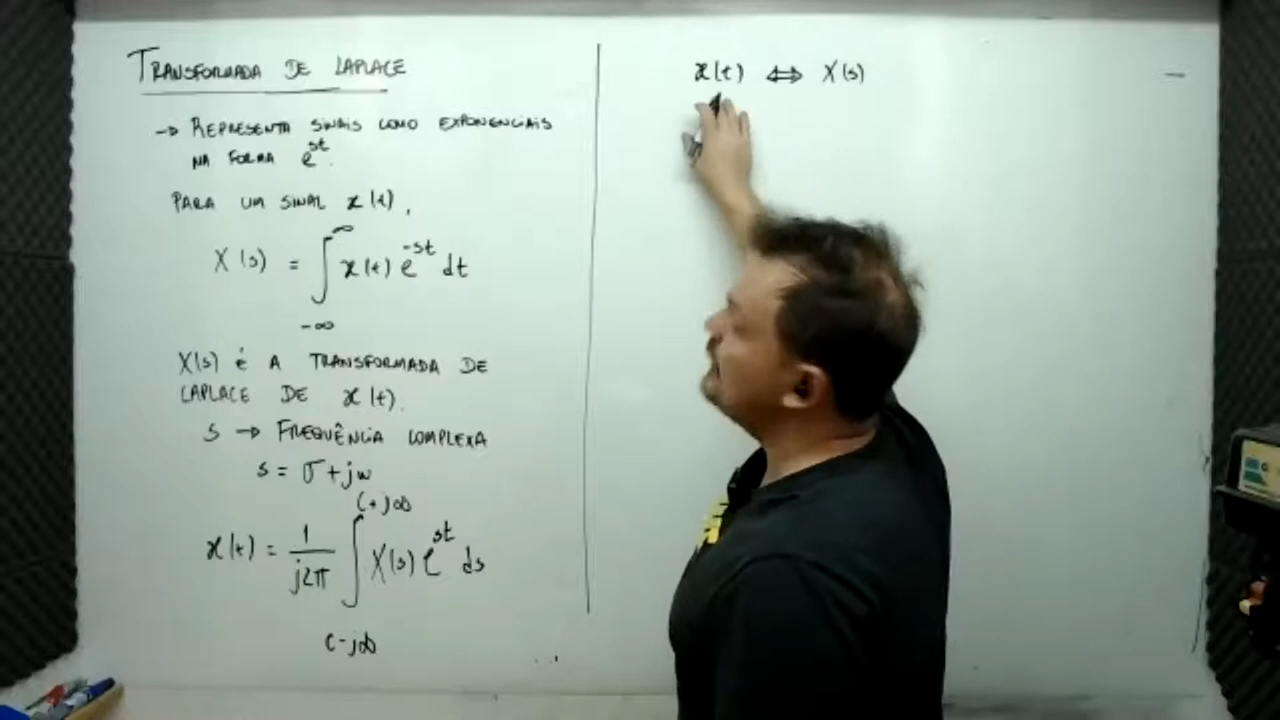 TRANSFORMADA DE LAPLACE
→ REPRESENTA SINAIS COMO EXPONENCIAIS
NA FORMA e^st.
PARA UM SINAL x(t),
X(s) = ∫_{-∞}^{∞} x(t) e^{-st} dt
X(s) é A TRANSFORMADA DE
LAPLACE DE x(t).
s → FREQUÊNCIA COMPLEXA
s = σ + jω
x(t) = 1/j2π ∫_{c-j∞}^{c+j∞} X(s) e^{st} ds
x(t) ⇔ X(s)